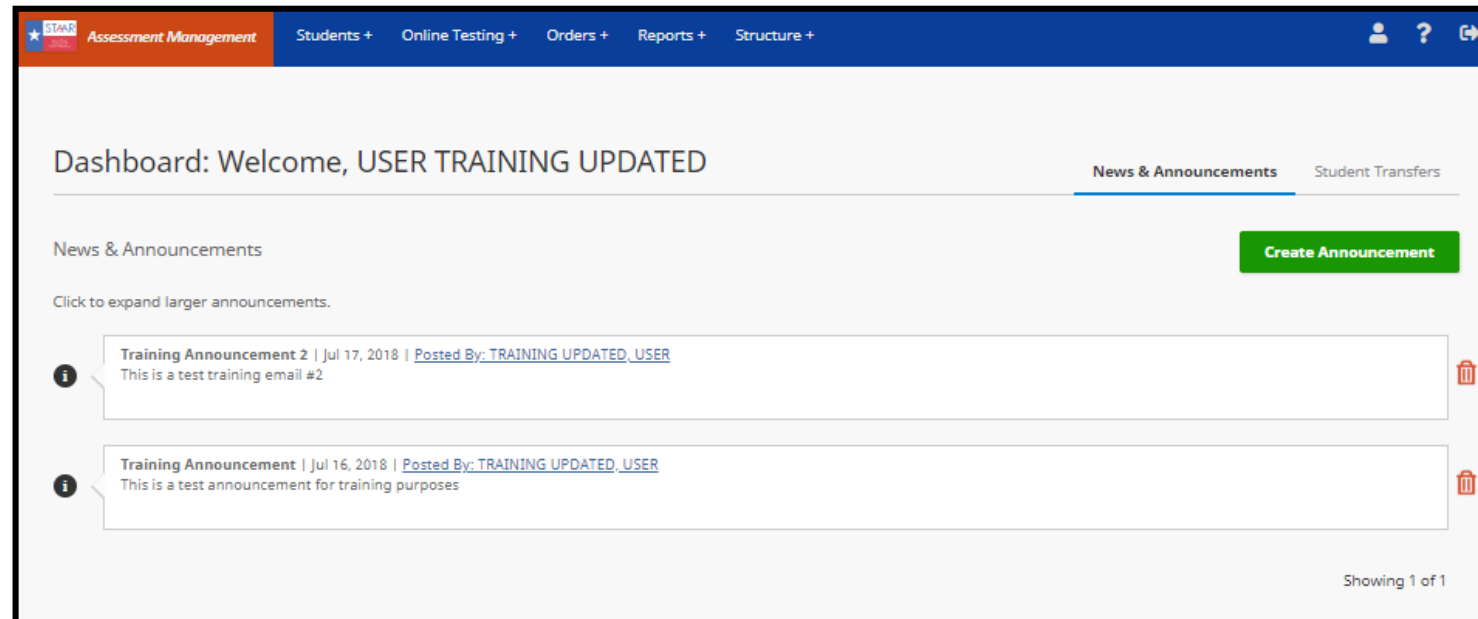 STAAR
Assessment Management Students + Online Testing + Orders + Reports + Structure + ?
Dashboard: Welcome, USER TRAINING UPDATED
News & Announcements Student Transfers
News & Announcements
Create Announcement
Click to expand larger announcements.
Training Announcement 2 | Jul 17, 2018 | Posted By: TRAINING UPDATED, USER
This is a test training email #2
Training Announcement | Jul 16, 2018 | Posted By: TRAINING UPDATED, USER
This is a test announcement for training purposes
Showing 1 of 1